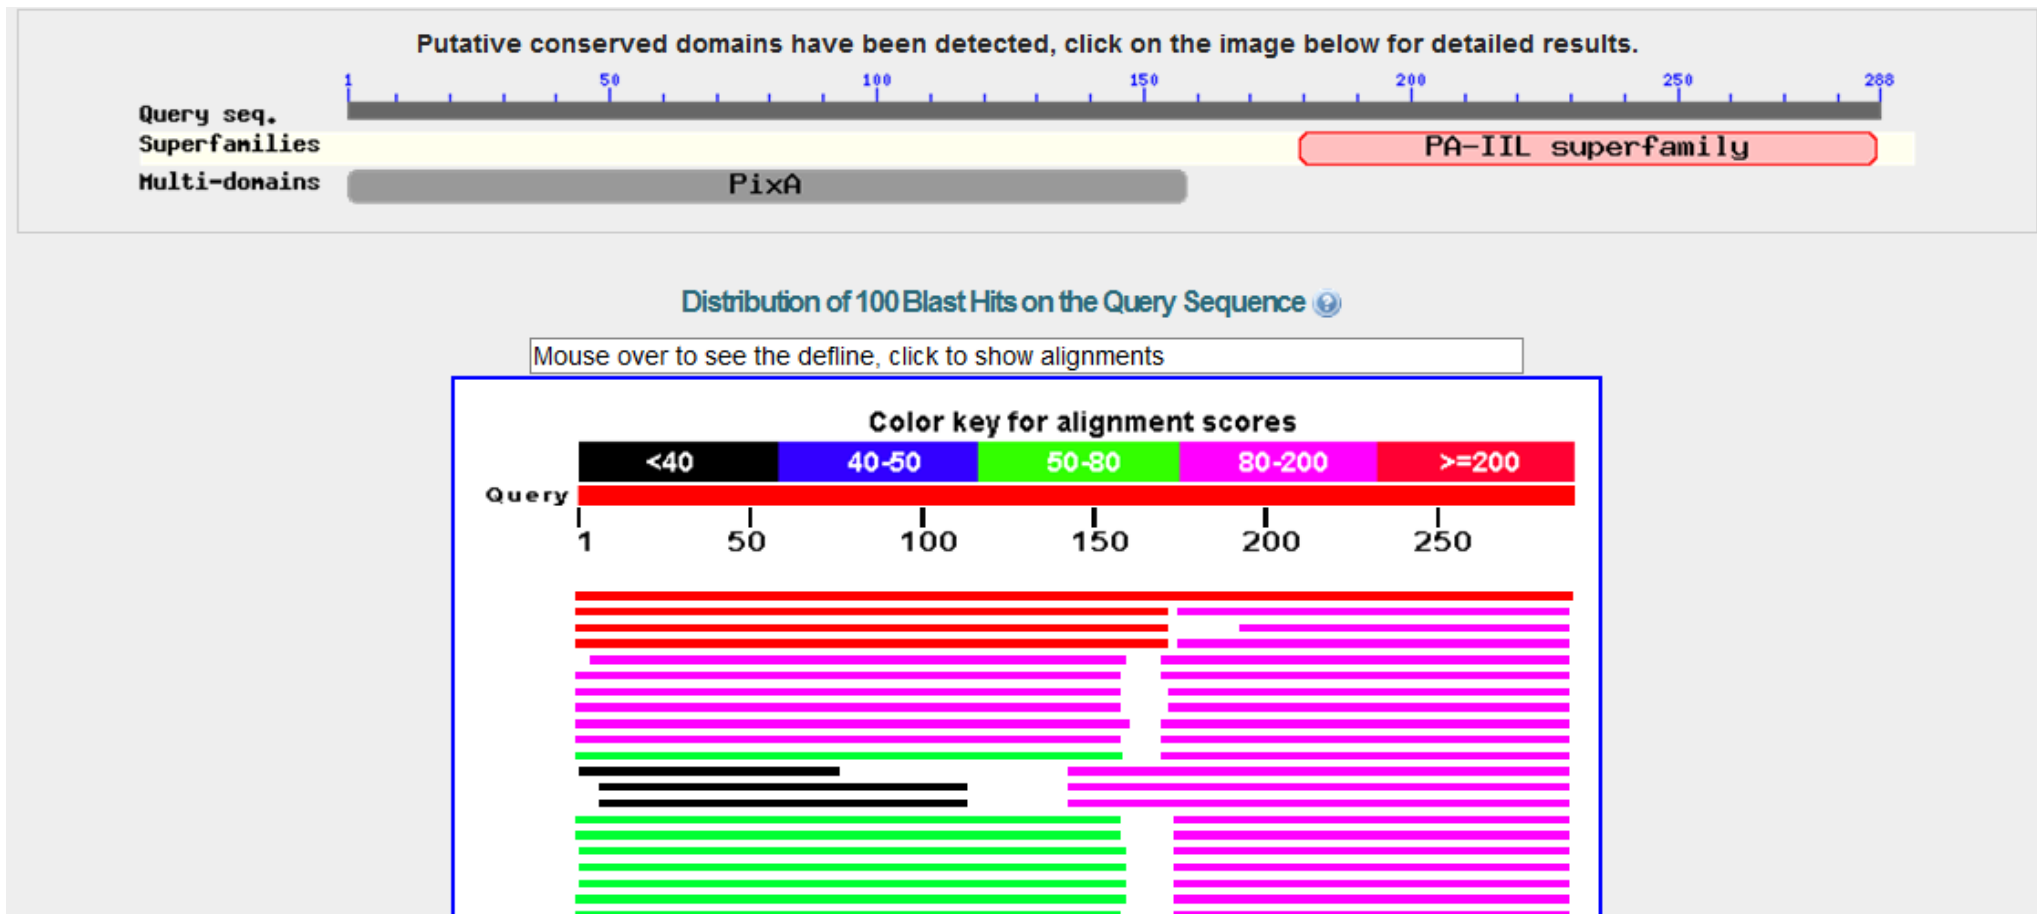 Putative conserved domains have been detected, click on the image below for detailed results.
1 50 100 150 200 250 288
Query seq.
Superfamilies PA-IIL superfamily
Multi-domains PixA
Distribution of 100 Blast Hits on the Query Sequence ?
Mouse over to see the defline, click to show alignments
Color key for alignment scores
<40 40-50 50-80 80-200 >=200
Query
1 50 100 150 200 250